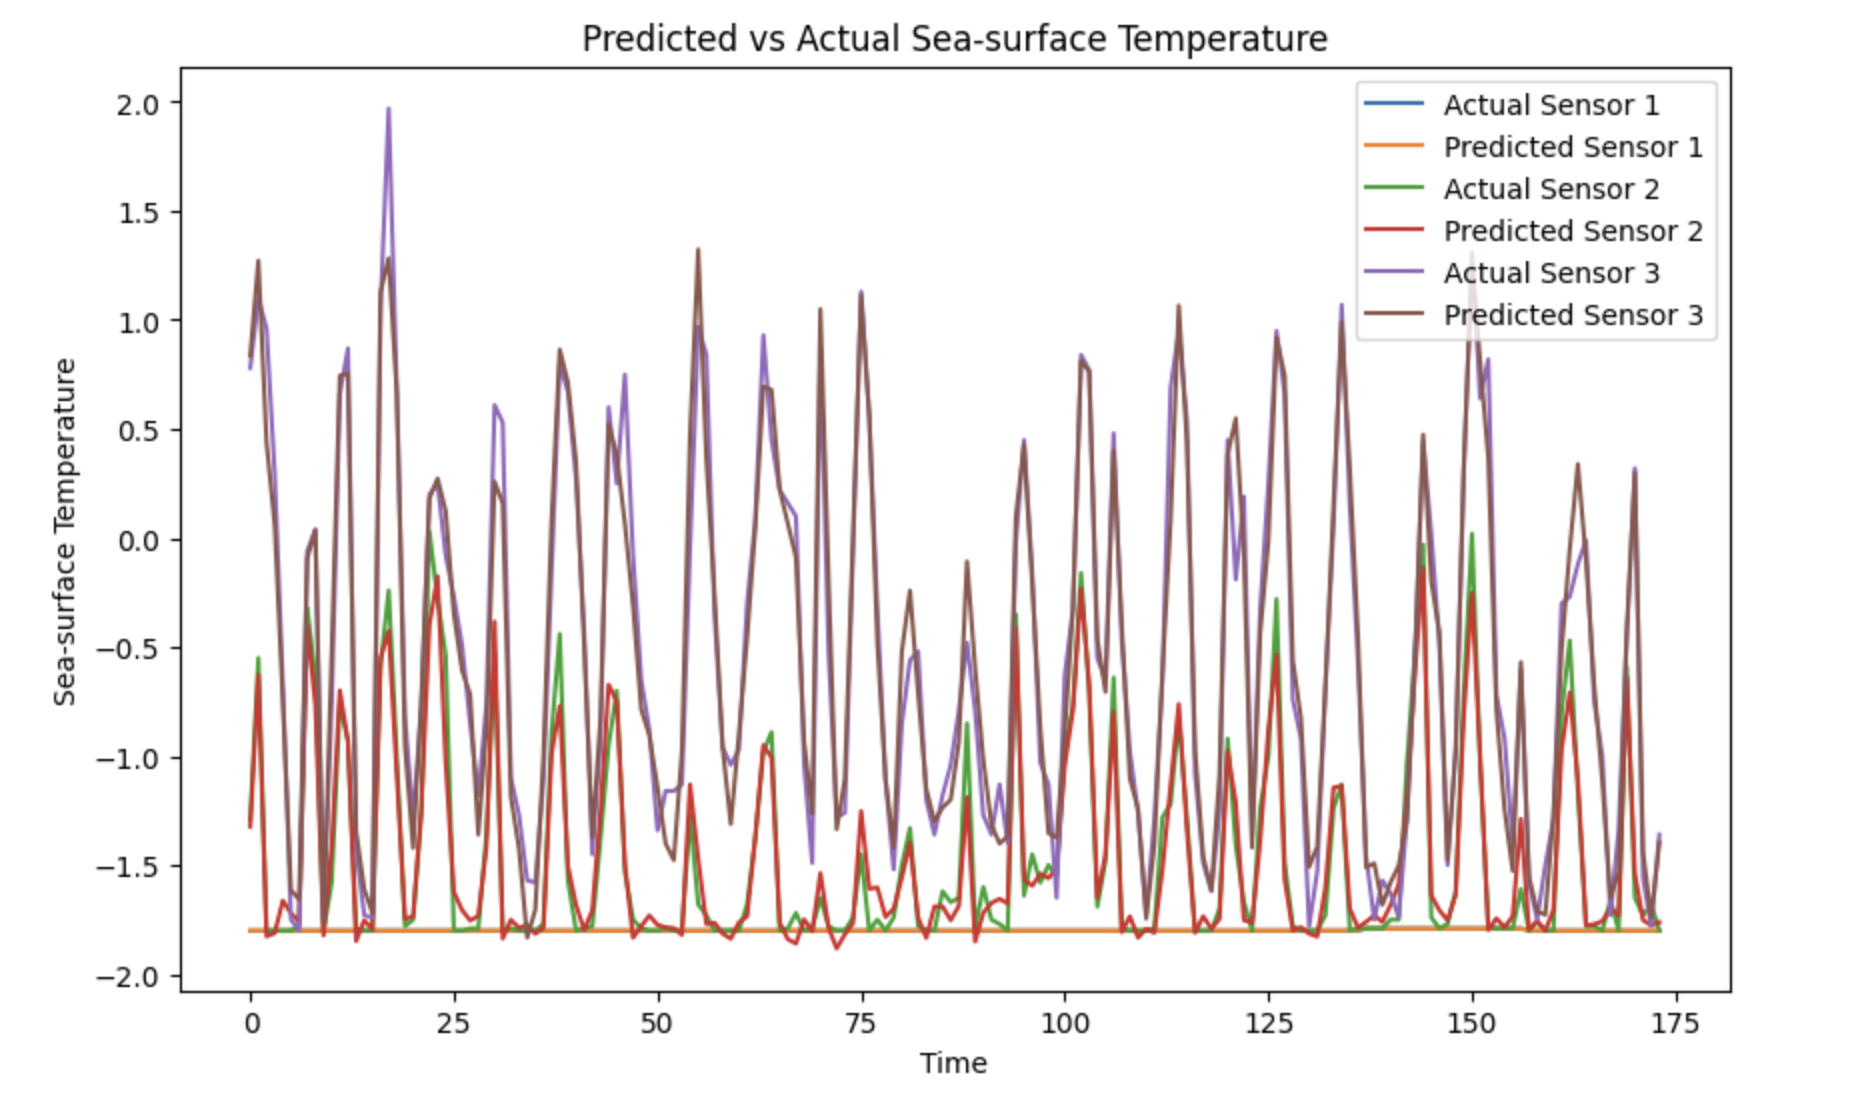 Predicted vs Actual Sea-surface Temperature
Actual Sensor 1
Predicted Sensor 1
Actual Sensor 2
Predicted Sensor 2
Actual Sensor 3
Predicted Sensor 3
Sea-surface Temperature
2.0
1.5
1.0
0.5
0.0
−0.5
−1.0
−1.5
−2.0
0 25 50 75 100 125 150 175
Time